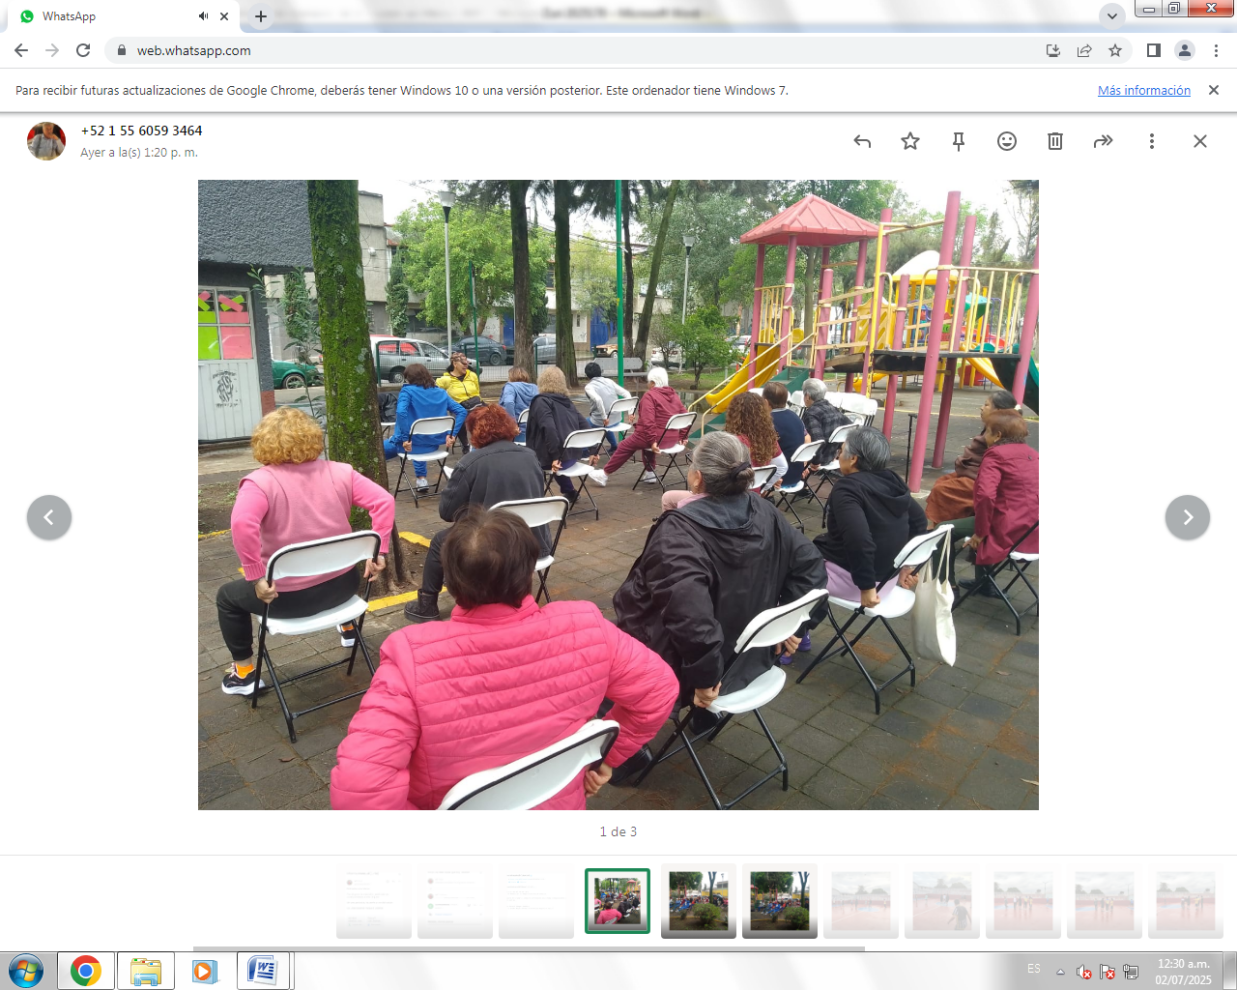 WhatsApp
web.whatsapp.com
Para recibir futuras actualizaciones de Google Chrome, deberás tener Windows 10 o una versión posterior. Este ordenador tiene Windows 7.
Más información
+52 1 55 6059 3464
Ayer a la(s) 1:20 p. m.
1 de 3
ES
12:30 a.m.
02/07/2025